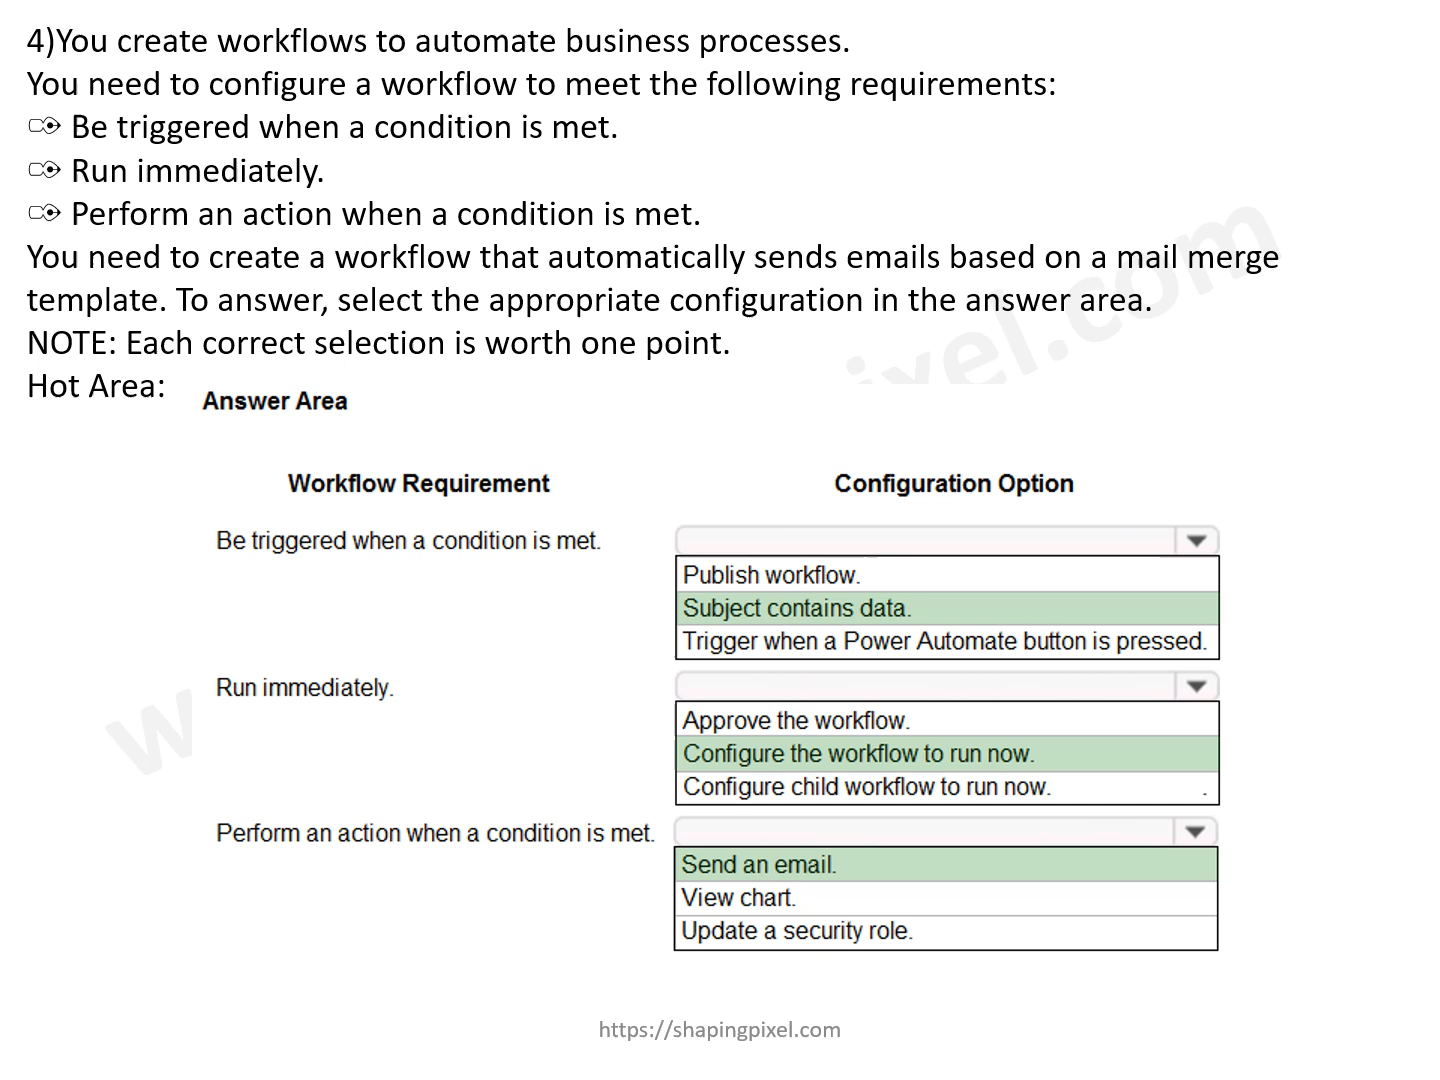 4)You create workflows to automate business processes.
You need to configure a workflow to meet the following requirements:
Be triggered when a condition is met.
Run immediately.
Perform an action when a condition is met.
You need to create a workflow that automatically sends emails based on a mail merge
template. To answer, select the appropriate configuration in the answer area.
NOTE: Each correct selection is worth one point.
Hot Area:
Answer Area
Workflow Requirement
Configuration Option
Be triggered when a condition is met.
Publish workflow.
Subject contains data.
Trigger when a Power Automate button is pressed.
Run immediately.
Approve the workflow.
Configure the workflow to run now.
Configure child workflow to run now.
Perform an action when a condition is met.
Send an email.
View chart.
Update a security role.
https://shapingpixel.com